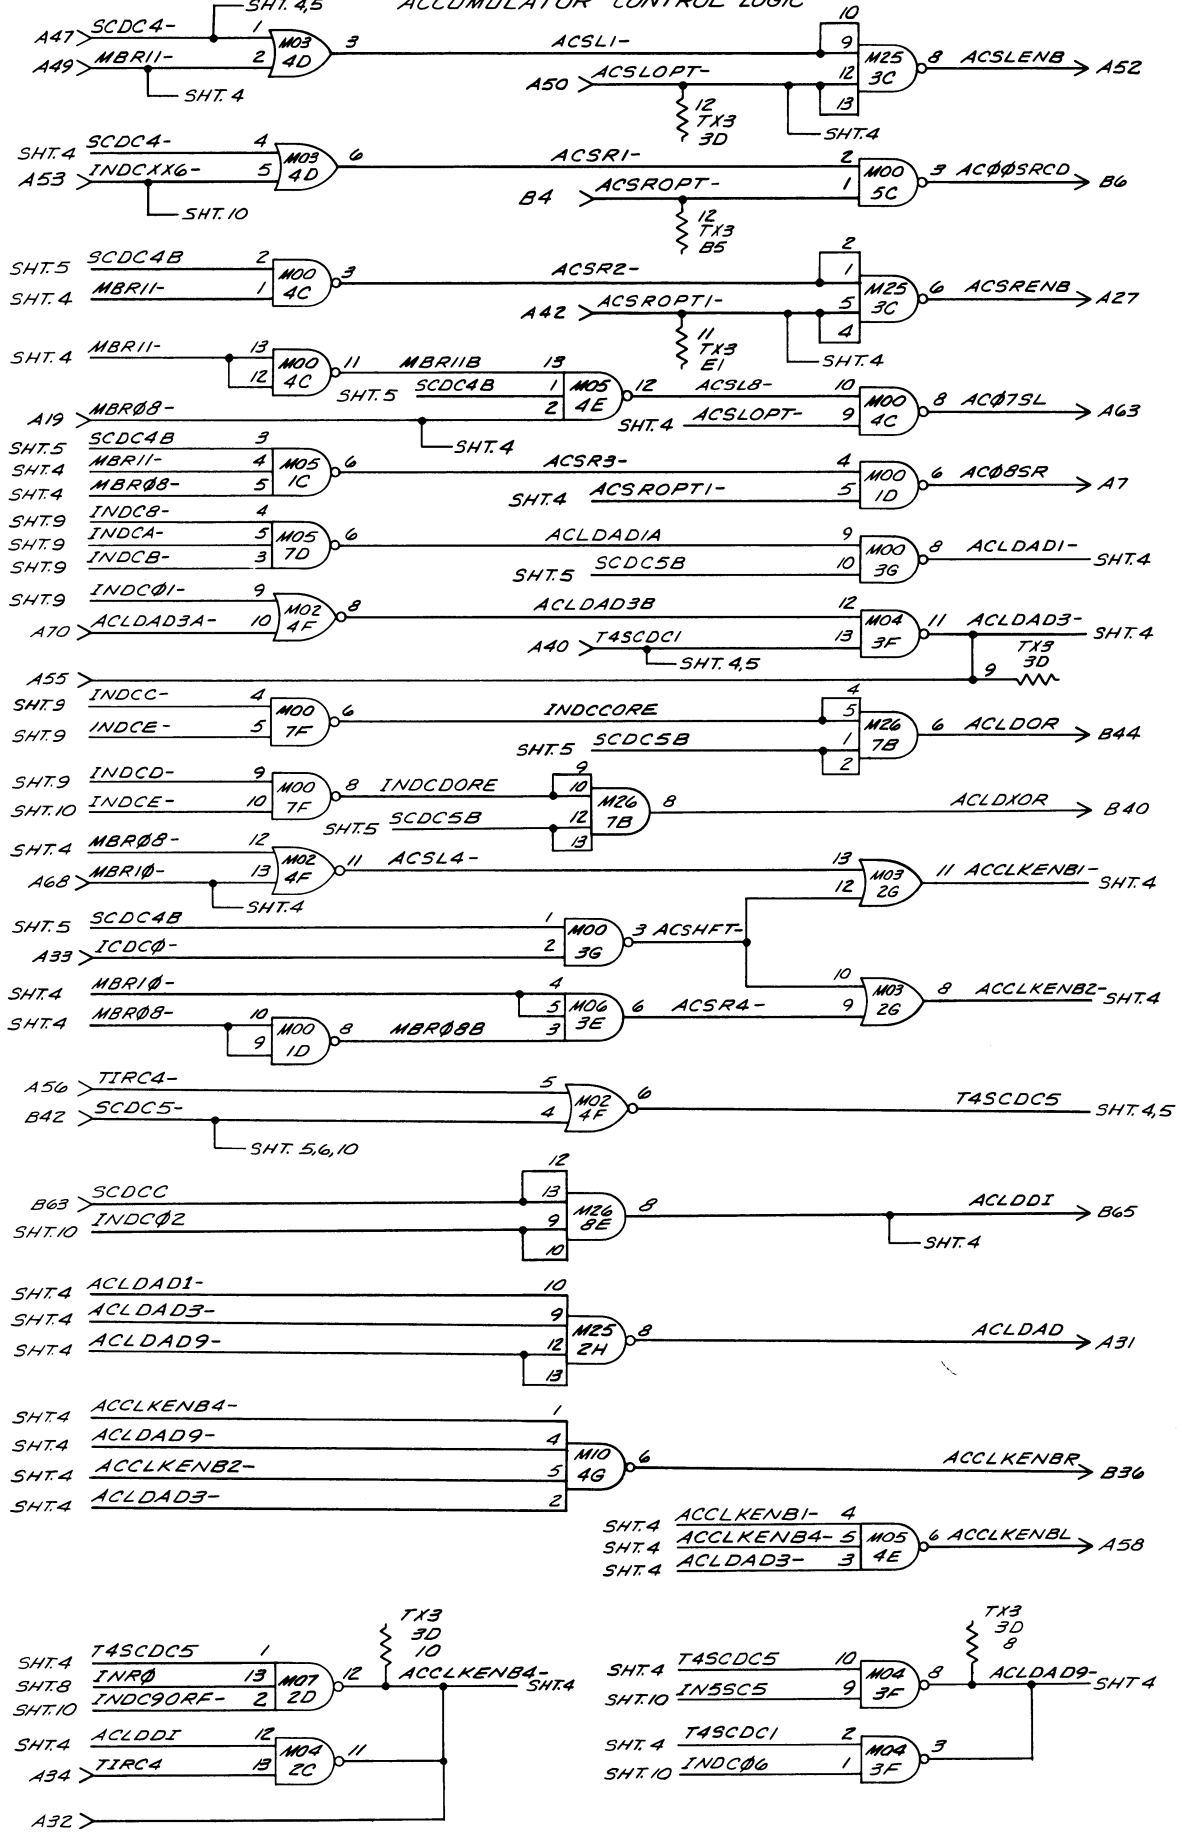 SHT. 4,5 ACCUMULATOR CONTROL LOGIC
A47 SCDC4- 1 M03 4D 3 ACSL1- 10 9 M25 3C 8 ACSLENB A52
A49 MBR11- 2 A50 ACSLOPT- 12 13
SHT. 4 12 TX3 3D SHT.4
SHT.4 SCDC4- 4 M03 4D 6 ACSR1- 2 M00 5C 3 ACØØSRCD B6
A53 INDCXX6- 5 B4 ACSROPT- 1
SHT. 10 12 TX3 B5
SHT.5 SCDC4B 2 M00 4C 3 ACSR2- 2 1 M25 3C 6 ACSRENB A27
SHT.4 MBR11- 1 A42 ACSROPT1- 5 4
11 TX3 E1 SHT.4
SHT.4 MBR11- 13 12 M00 4C 11 MBR11B 13 M05 4E 12 ACSL8- 10 M00 4C 8 ACØ7SL A63
SHT.5 SCDC4B 1 SHT.4 ACSLOPT- 9
A19 MBRØ8- 2 SHT.4
SHT.5 SCDC4B 3 M05 1C 6 ACSR3- 4 M00 1D 6 ACØ8SR A7
SHT.4 MBR11- 4 SHT.4 ACSROPT1- 5
SHT.4 MBRØ8- 5
SHT.9 INDC8- 4 M05 7D 6 ACLDAD1A 9 M00 3G 8 ACLDAD1- SHT.4
SHT.9 INDCA- 5 SHT.5 SCDC5B 10
SHT.9 INDCB- 3
SHT.9 INDCØ1- 9 M02 4F 8 ACLDAD3B 12 M04 3F 11 ACLDAD3- SHT.4
A70 ACLDAD3A- 10 A40 T4SCDC1 13
SHT. 4,5 TX3 3D
A55 9
SHT.9 INDCC- 4 M00 7F 6 INDCCORE 4 5 M26 7B 6 ACLDOR B44
SHT.9 INDCE- 5 SHT.5 SCDC5B 1 2
SHT.9 INDCD- 9 M00 7F 8 INDCDORE 9 10 M26 7B 8 ACLDXOR B40
SHT.10 INDCE- 10 SHT.5 SCDC5B 12 13
SHT.4 MBRØ8- 12 M02 4F 11 ACSL4- 13 M03 2G 11 ACCLKENB1- SHT.4
A68 MBR1Ø- 13 12
SHT.4
SHT.5 SCDC4B 1 M00 3G 3 ACSHFT-
A33 ICDCØ- 2
SHT.4 MBR1Ø- 4 5 M06 3E 6 ACSR4- 10 9 M03 2G 8 ACCLKENB2- SHT.4
SHT.4 MBRØ8- 10 9 M00 1D 8 MBRØ8B 3
A56 TIRC4- 5 M02 4F 6 T4SCDC5 SHT. 4,5
B42 SCDC5- 4
SHT. 5,6,10
B63 SCDCC 12 13 M26 8E 8 ACLDDI B65
SHT.10 INDCØ2 9 10 SHT.4
SHT.4 ACLDAD1- 10 M25 2H 8 ACLDAD A31
SHT.4 ACLDAD3- 9
SHT.4 ACLDAD9- 12 13
SHT.4 ACCLKENB4- 1 M10 4G 6 ACCLKENBR B36
SHT.4 ACLDAD9- 4
SHT.4 ACCLKENB2- 5
SHT.4 ACLDAD3- 2
SHT.4 ACCLKENB1- 4 M05 4E 6 ACCLKENBL A58
SHT.4 ACCLKENB4- 5
SHT.4 ACLDAD3- 3
TX3 3D 10 TX3 3D 8
SHT.4 T4SCDC5 1 M07 2D 12 ACCLKENB4- SHT4
SHT.8 INRØ 13
SHT.10 INDC9ORF- 2
SHT.4 T4SCDC5 10 M04 3F 8 ACLDAD9- SHT 4
SHT.10 IN5SC5 9
SHT.4 ACLDDI 12 M04 2C 11
A34 TIRC4 13
SHT. 4 T4SCDC1 2 M04 3F 3
SHT.10 INDCØ6 1
A32